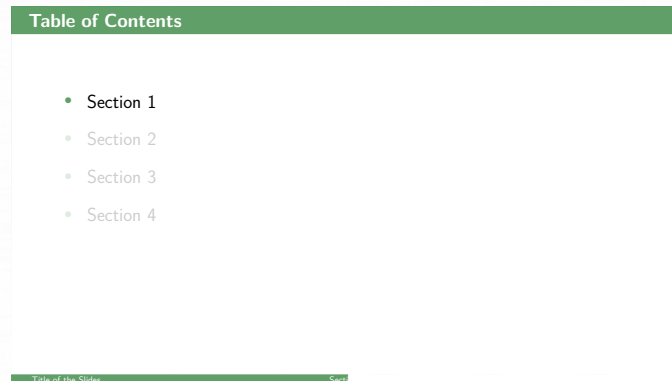 Table of Contents
Section 1
Section 2
Section 3
Section 4
Title of the Slides